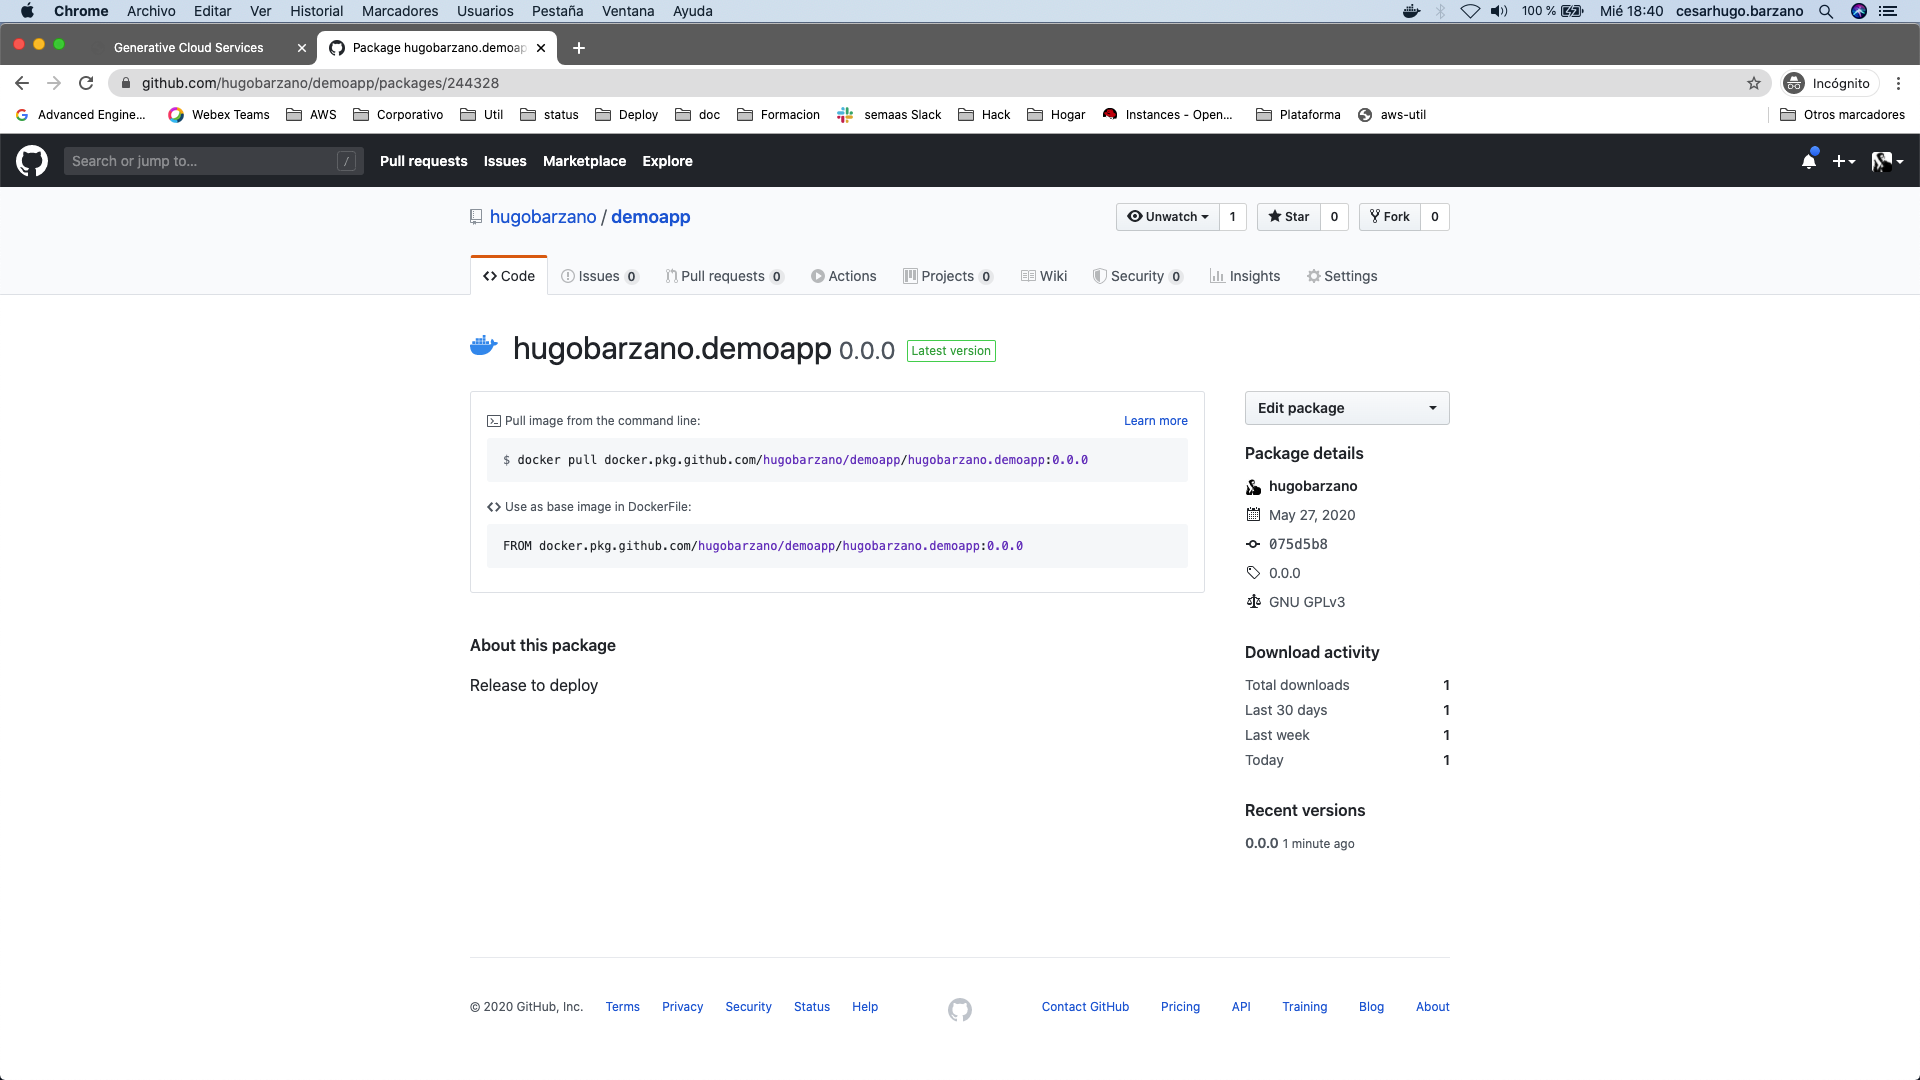 Chrome Archivo Editar Ver Historial Marcadores Usuarios Pestaña Ventana Ayuda 100 % Mié 18:40 cesarhugo.barzano
Generative Cloud Services Package hugobarzano.demoap
github.com/hugobarzano/demoapp/packages/244328 Incógnito
Advanced Engine... Webex Teams AWS Corporativo Util status Deploy doc Formacion semaas Slack Hack Hogar Instances - Open... Plataforma aws-util Otros marcadores
Search or jump to... / Pull requests Issues Marketplace Explore
hugobarzano / demoapp Unwatch 1 Star 0 Fork 0
Code Issues 0 Pull requests 0 Actions Projects 0 Wiki Security 0 Insights Settings
hugobarzano.demoapp 0.0.0 Latest version
Pull image from the command line: Learn more
$ docker pull docker.pkg.github.com/hugobarzano/demoapp/hugobarzano.demoapp:0.0.0
Use as base image in DockerFile:
FROM docker.pkg.github.com/hugobarzano/demoapp/hugobarzano.demoapp:0.0.0
About this package
Release to deploy
Edit package
Package details
hugobarzano
May 27, 2020
075d5b8
0.0.0
GNU GPLv3
Download activity
Total downloads 1
Last 30 days 1
Last week 1
Today 1
Recent versions
0.0.0 1 minute ago
© 2020 GitHub, Inc. Terms Privacy Security Status Help Contact GitHub Pricing API Training Blog About